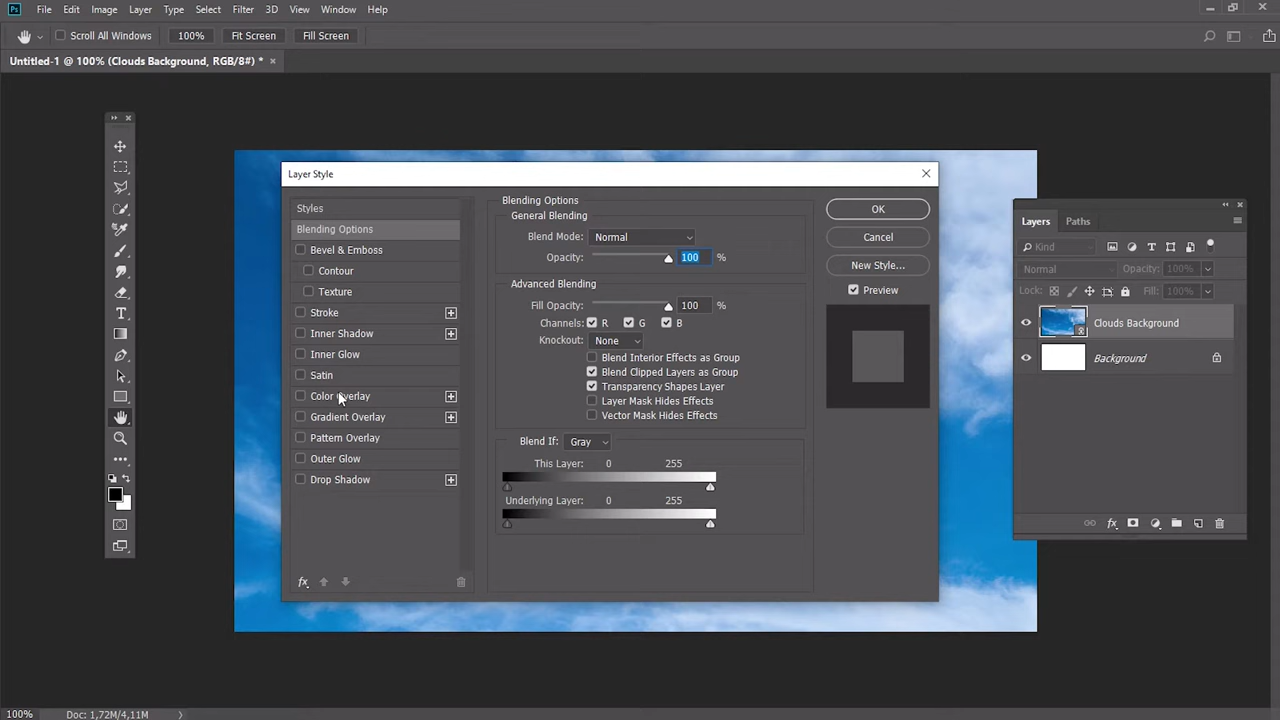 Ps File Edit Image Layer Type Select Filter 3D View Window Help
Scroll All Windows 100% Fit Screen Fill Screen
Untitled-1 @ 100% (Clouds Background, RGB/8#) * ×
Layer Style
Styles
Blending Options
Bevel & Emboss
Contour
Texture
Stroke
Inner Shadow
Inner Glow
Satin
Color Overlay
Gradient Overlay
Pattern Overlay
Outer Glow
Drop Shadow
fx
Blending Options
General Blending
Blend Mode: Normal
Opacity: 100 %
Advanced Blending
Fill Opacity: 100 %
Channels: R G B
Knockout: None
Blend Interior Effects as Group
Blend Clipped Layers as Group
Transparency Shapes Layer
Layer Mask Hides Effects
Vector Mask Hides Effects
Blend If: Gray
This Layer: 0 255
Underlying Layer: 0 255
OK
Cancel
New Style...
Preview
Layers Paths
Kind
Normal Opacity: 100%
Lock: Fill: 100%
Clouds Background
Background
fx
100% Doc: 1,72M/4,11M